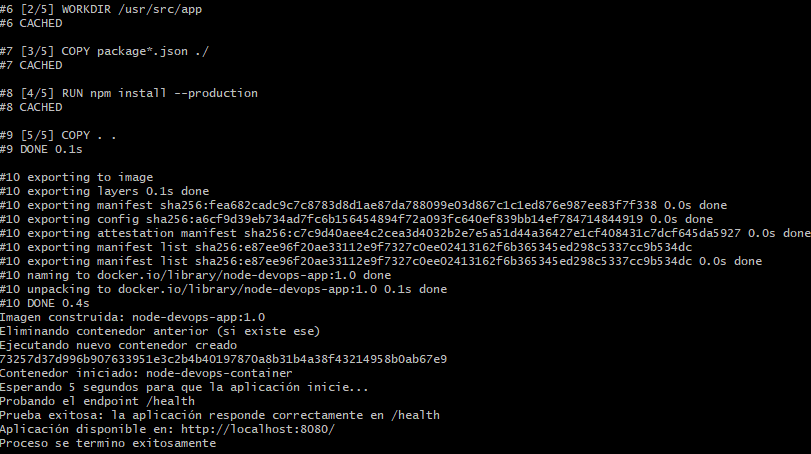 #6 [2/5] WORKDIR /usr/src/app
#6 CACHED
#7 [3/5] COPY package*.json ./
#7 CACHED
#8 [4/5] RUN npm install --production
#8 CACHED
#9 [5/5] COPY . .
#9 DONE 0.1s
#10 exporting to image
#10 exporting layers 0.1s done
#10 exporting manifest sha256:fea682cadc9c7c8783d8d1ae87da788099e03d867c1c1ed876e987ee83f7f338 0.0s done
#10 exporting config sha256:a6cf9d39eb734ad7fc6b156454894f72a093fc640ef839bb14ef784714844919 0.0s done
#10 exporting attestation manifest sha256:c7c9d40aee4c2cea3d4032b2e7e5a51d44a36427e1cf408431c7dcf645da5927 0.0s done
#10 exporting manifest list sha256:e87ee96f20ae33112e9f7327c0ee02413162f6b365345ed298c5337cc9b534dc
#10 exporting manifest list sha256:e87ee96f20ae33112e9f7327c0ee02413162f6b365345ed298c5337cc9b534dc 0.0s done
#10 naming to docker.io/library/node-devops-app:1.0 done
#10 unpacking to docker.io/library/node-devops-app:1.0 0.1s done
#10 DONE 0.4s
Imagen construida: node-devops-app:1.0
Eliminando contenedor anterior (si existe ese)
Ejecutando nuevo contenedor creado
73257d37d996b907633951e3c2b4b40197870a8b31b4a38f43214958b0ab67e9
Contenedor iniciado: node-devops-container
Esperando 5 segundos para que la aplicación inicie...
Probando el endpoint /health
Prueba exitosa: la aplicación responde correctamente en /health
Aplicación disponible en: http://localhost:8080/
Proceso se termino exitosamente